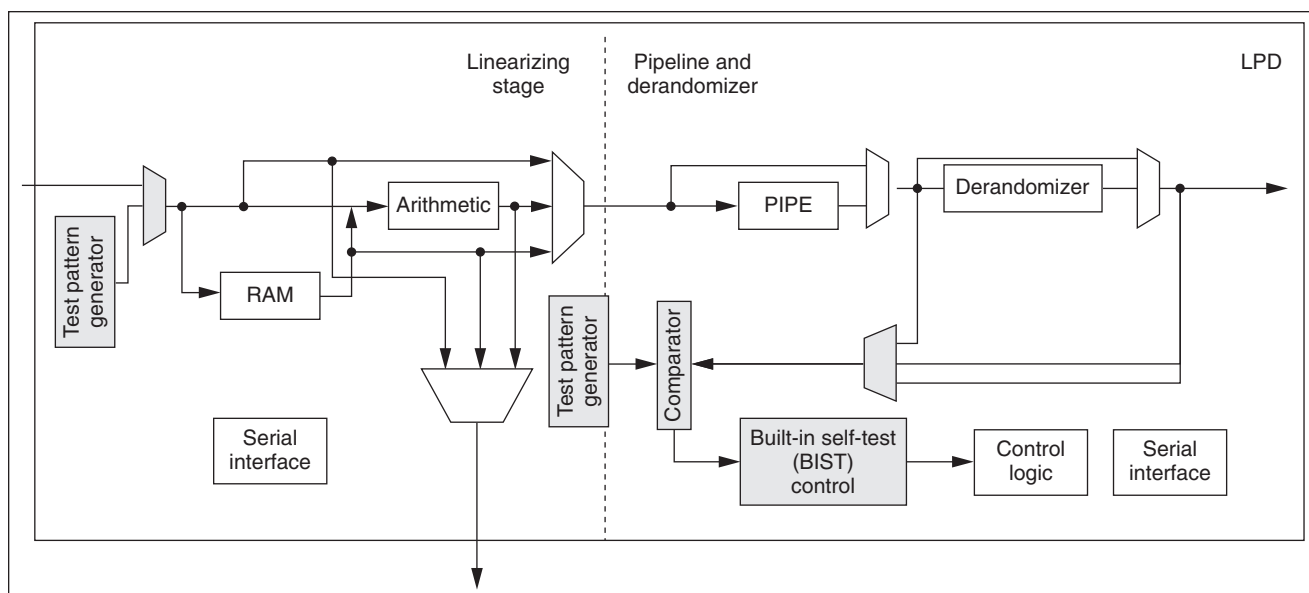 Linearizing
stage
Pipeline and
derandomizer
LPD
Arithmetic
PIPE
Derandomizer
Test pattern
generator
RAM
Test pattern
generator
Comparator
Serial
interface
Built-in self-test
(BIST)
control
Control
logic
Serial
interface